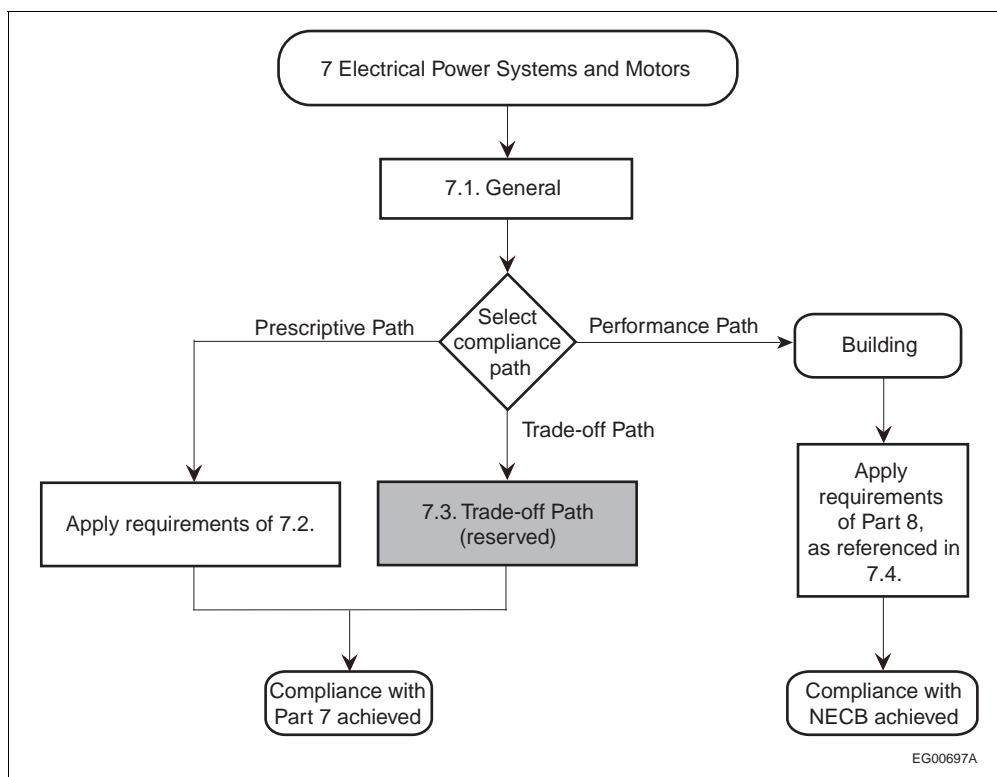 7 Electrical Power Systems and Motors
7.1. General
Prescriptive Path
Select
compliance
path
Performance Path
Building
Trade-off Path
Apply requirements of 7.2.
7.3. Trade-off Path
(reserved)
Apply
requirements
of Part 8,
as referenced in
7.4.
Compliance with
Part 7 achieved
Compliance with
NECB achieved
EG00697A